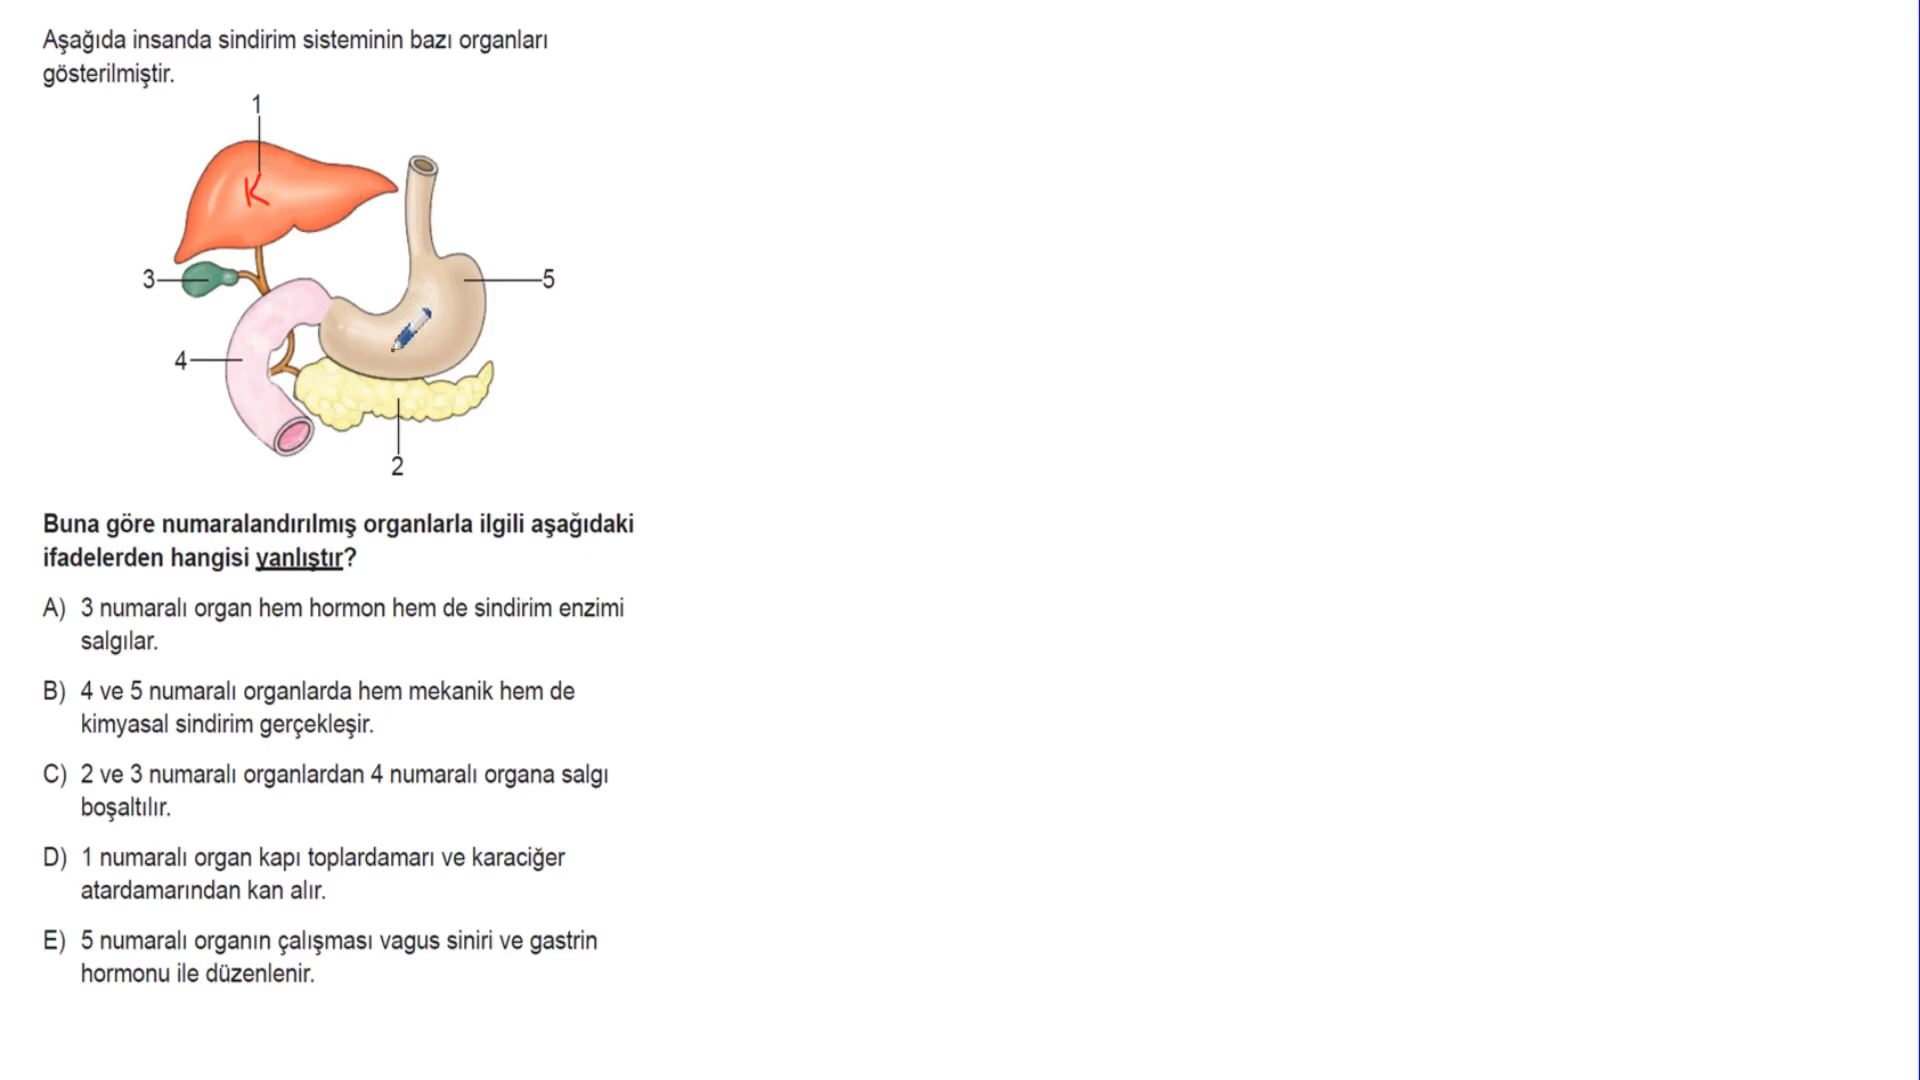 Aşağıda insanda sindirim sisteminin bazı organları
gösterilmiştir.
1
K
3
5
4
2
Buna göre numaralandırılmış organlarla ilgili aşağıdaki
ifadelerden hangisi yanlıştır?
A) 3 numaralı organ hem hormon hem de sindirim enzimi
salgılar.
B) 4 ve 5 numaralı organlarda hem mekanik hem de
kimyasal sindirim gerçekleşir.
C) 2 ve 3 numaralı organlardan 4 numaralı organa salgı
boşaltılır.
D) 1 numaralı organ kapı toplardamarı ve karaciğer
atardamarından kan alır.
E) 5 numaralı organın çalışması vagus siniri ve gastrin
hormonu ile düzenlenir.